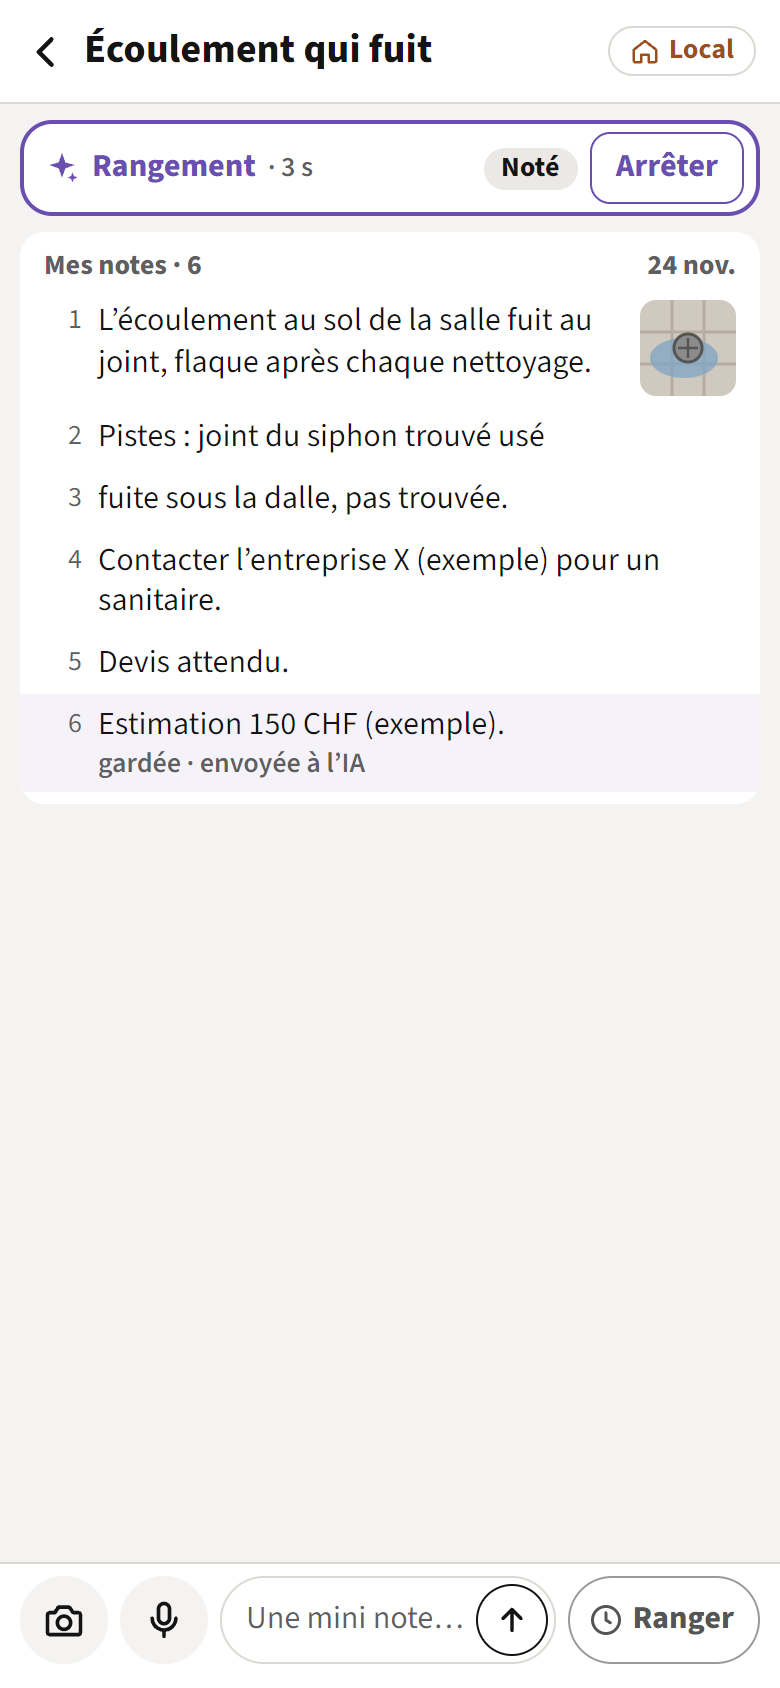 Écoulement qui fuit
Local
Rangement · 3 s
Noté
Arrêter
Mes notes · 6
24 nov.
1 L’écoulement au sol de la salle fuit au
joint, flaque après chaque nettoyage.
2 Pistes : joint du siphon trouvé usé
3 fuite sous la dalle, pas trouvée.
4 Contacter l’entreprise X (exemple) pour un
sanitaire.
5 Devis attendu.
6 Estimation 150 CHF (exemple).
gardée · envoyée à l’IA
Une mini note…
Ranger